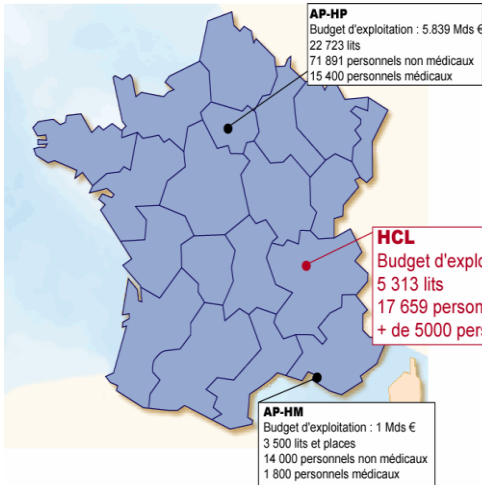 AP-HP
Budget d'exploitation : 5.839 Mds €
22 723 lits
71 891 personnels non médicaux
15 400 personnels médicaux
HCL
Budget d'explo
5 313 lits
17 659 person
+ de 5000 pers
AP-HM
Budget d'exploitation : 1 Mds €
3 500 lits et places
14 000 personnels non médicaux
1 800 personnels médicaux